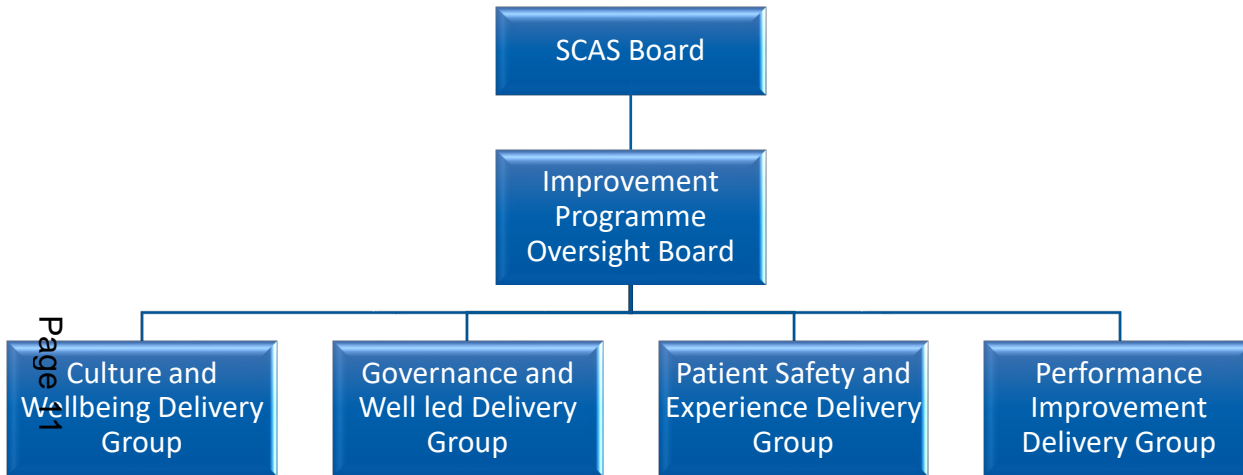 SCAS Board
Improvement
Programme
Oversight Board
Culture and
Wellbeing Delivery
Group
Governance and
Well led Delivery
Group
Patient Safety and
Experience Delivery
Group
Performance
Improvement
Delivery Group
Page 11